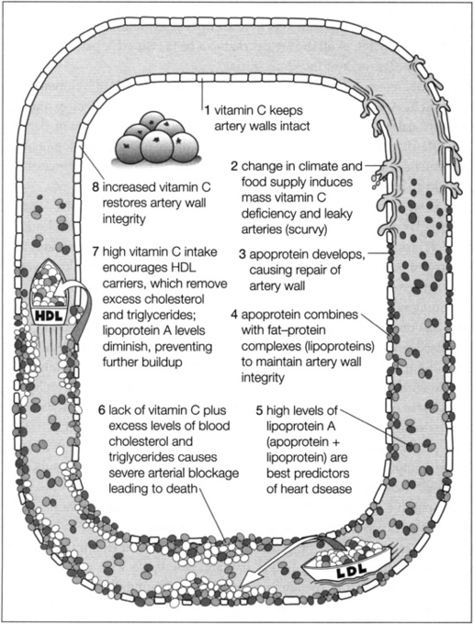 1 vitamin C keeps
artery walls intact
2 change in climate and
food supply induces
mass vitamin C
deficiency and leaky
arteries (scurvy)
3 apoprotein develops,
causing repair of
artery wall
4 apoprotein combines
with fat–protein
complexes (lipoproteins)
to maintain artery wall
integrity
5 high levels of
lipoprotein A
(apoprotein +
lipoprotein) are
best predictors
of heart dsease
6 lack of vitamin C plus
excess levels of blood
cholesterol and
triglycerides causes
severe arterial blockage
leading to death
7 high vitamin C intake
encourages HDL
carriers, which remove
excess cholesterol
and triglycerides;
lipoprotein A levels
diminish, preventing
further buildup
8 increased vitamin C
restores artery wall
integrity
HDL
LDL